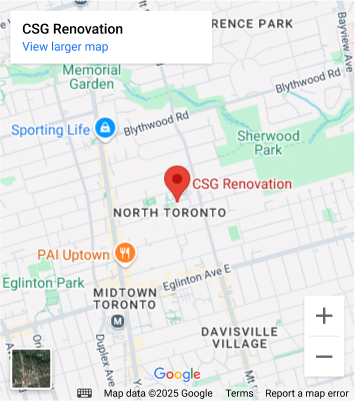 CSG Renovation
View larger map
RENCE PARK
Bayview Ave
Memorial
Garden
Blythwood Rd
Blythwood Rd
Sporting Life
Sherwood
Park
CSG Renovation
NORTH TORONTO
PAI Uptown
Eglinton Ave E
Eglinton Park
MIDTOWN
TORONTO
M
DAVISVILLE
VILLAGE
Duplex Ave
Ori
Mt
Google
Map data ©2025 Google
Terms
Report a map error